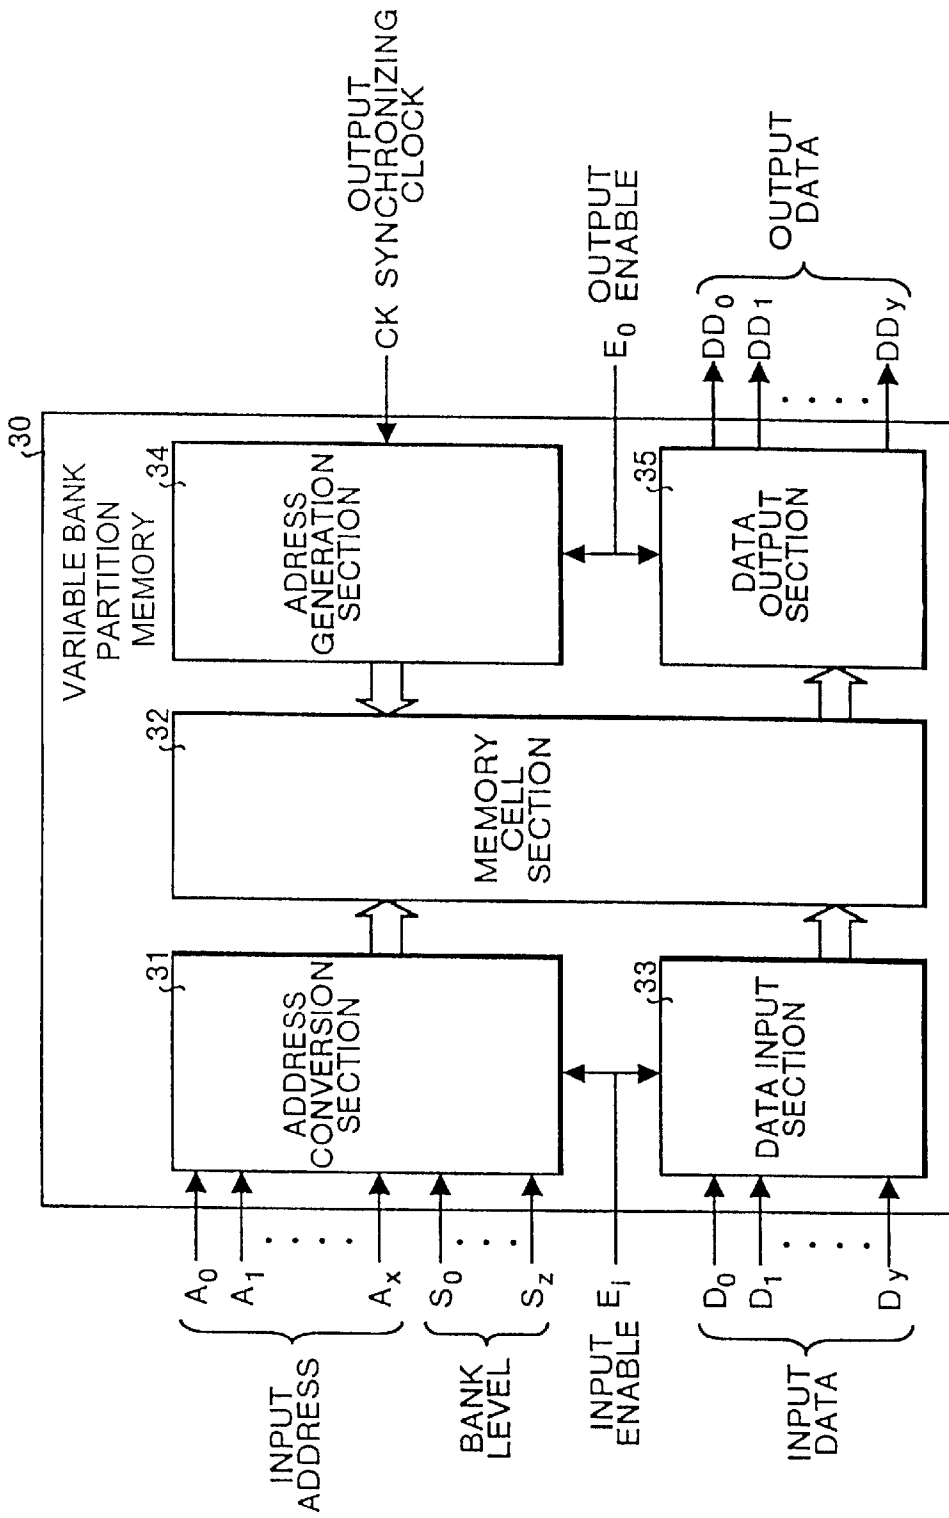 30
VARIABLE BANK
PARTITION
MEMORY
31
ADDRESS
CONVERSION
SECTION
32
MEMORY
CELL
SECTION
34
ADRESS
GENERATION
SECTION
33
DATA INPUT
SECTION
35
DATA
OUTPUT
SECTION
INPUT
ADDRESS
A0
A1
Ax
BANK
LEVEL
S0
Sz
INPUT
ENABLE Ei
INPUT
DATA
D0
D1
Dy
OUTPUT
CK SYNCHRONIZING
CLOCK
E0 OUTPUT
ENABLE
DD0
DD1
DDy
OUTPUT
DATA